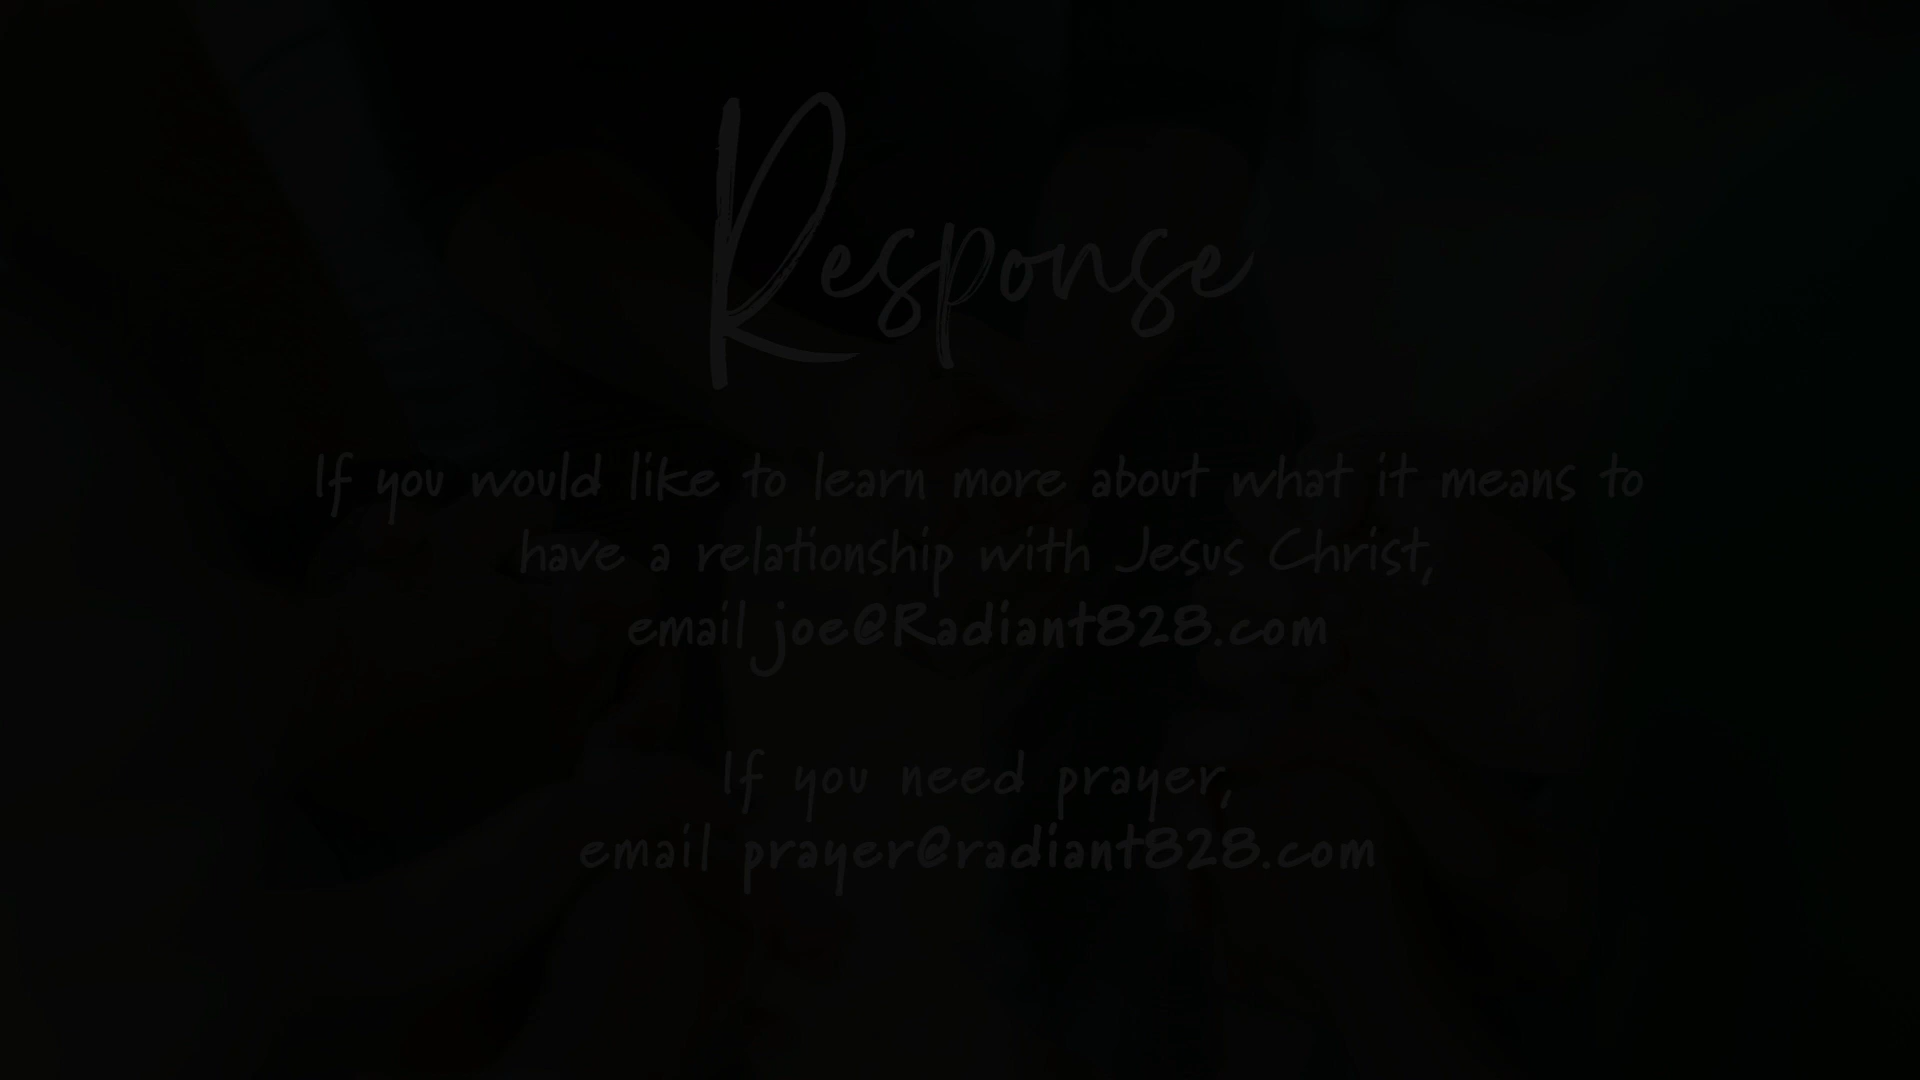 Response
If you would like to learn more about what it means to
have a relationship with Jesus Christ,
email joe@Radiant828.com
If you need prayer,
email prayer@radiant828.com